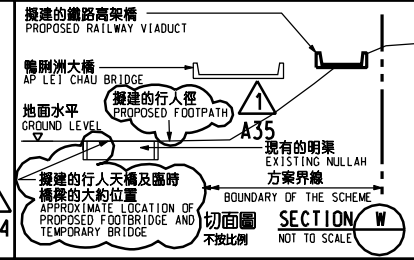 擬建的鐵路高架橋
PROPOSED RAILWAY VIADUCT
鴨脷洲大橋
AP LEI CHAU BRIDGE
擬建的行人徑
PROPOSED FOOTPATH
1
A35
地面水平
GROUND LEVEL
現有的明渠
EXISTING NULLAH
方案界線
BOUNDARY OF THE SCHEME
擬建的行人天橋及臨時
橋樑的大約位置
APPROXIMATE LOCATION OF
PROPOSED FOOTBRIDGE AND
TEMPORARY BRIDGE
4
切面圖 SECTION W
不按比例 NOT TO SCALE